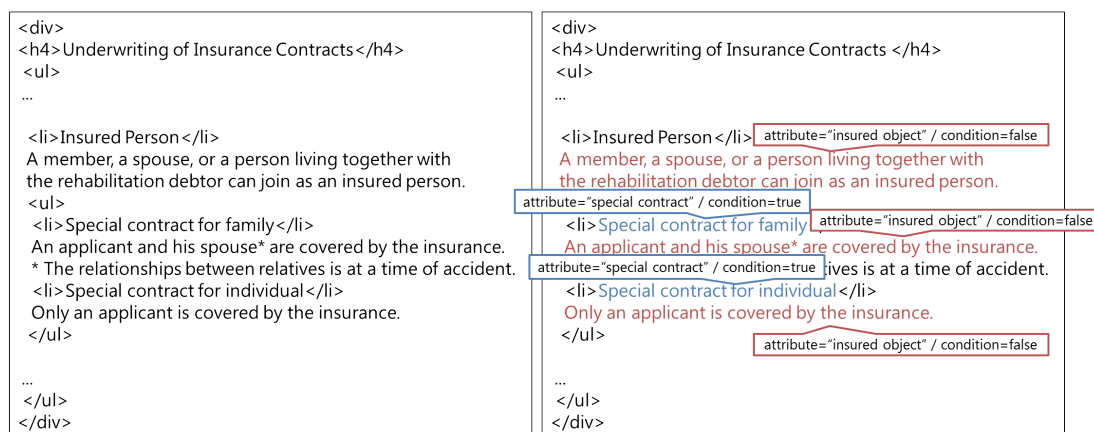 <div>
<h4>Underwriting of Insurance Contracts</h4>
<ul>
...
<li>Insured Person</li>
A member, a spouse, or a person living together with
the rehabilitation debtor can join as an insured person.
<ul>
<li>Special contract for family</li>
An applicant and his spouse* are covered by the insurance.
* The relationships between relatives is at a time of accident.
<li>Special contract for individual</li>
Only an applicant is covered by the insurance.
</ul>
...
</ul>
</div>
<div>
<h4>Underwriting of Insurance Contracts </h4>
<ul>
...
<li>Insured Person</li>
attribute="insured object" / condition=false
A member, a spouse, or a person living together with
the rehabilitation debtor can join as an insured person.
attribute="special contract" / condition=true
<li>Special contract for family
attribute="insured object" / condition=false
An applicant and his spouse* are covered by the insurance.
attribute="special contract" / condition=true
is at a time of accident.
<li>Special contract for individual</li>
Only an applicant is covered by the insurance.
</ul>
attribute="insured object" / condition=false
...
</ul>
</div>